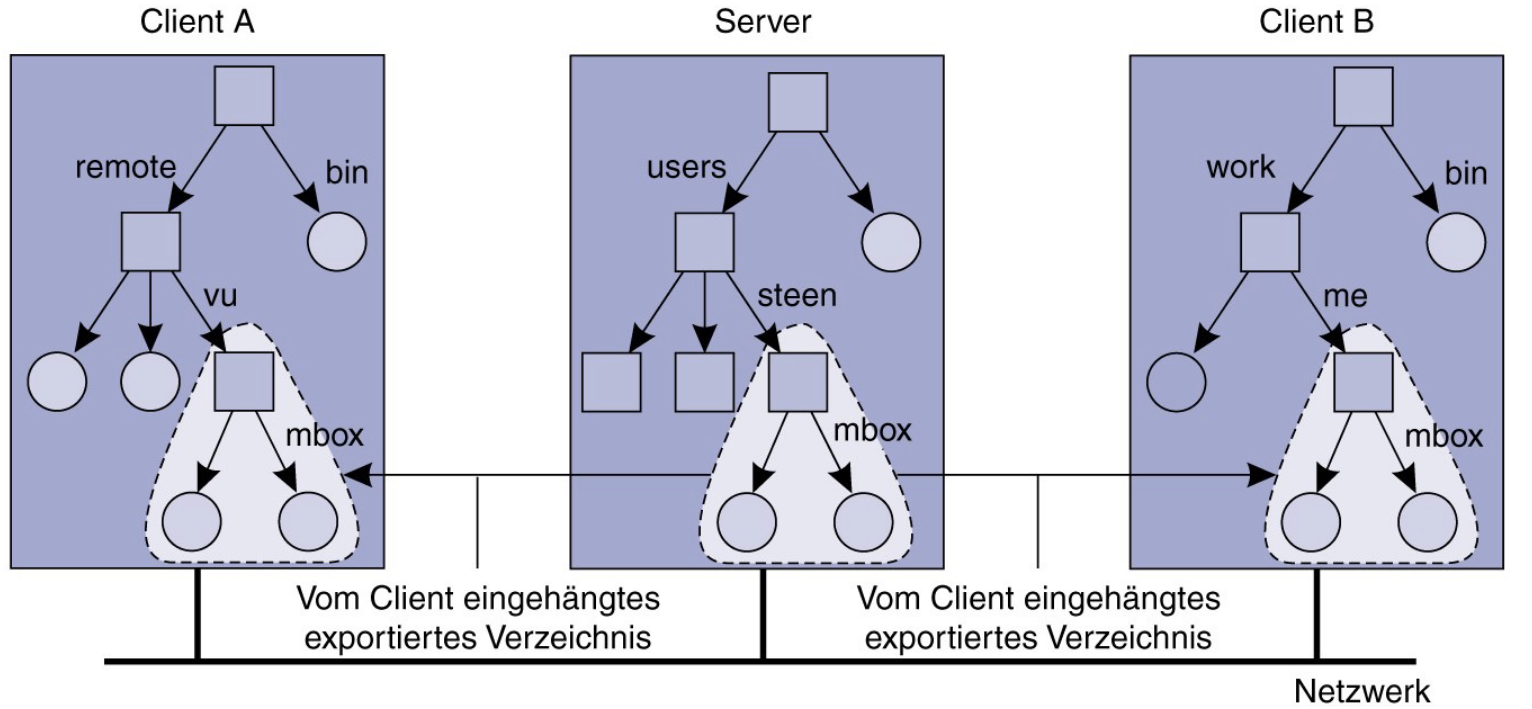 Client A
Server
Client B
remote
bin
users
work
bin
vu
steen
me
mbox
mbox
mbox
Vom Client eingehängtes
exportiertes Verzeichnis
Vom Client eingehängtes
exportiertes Verzeichnis
Netzwerk